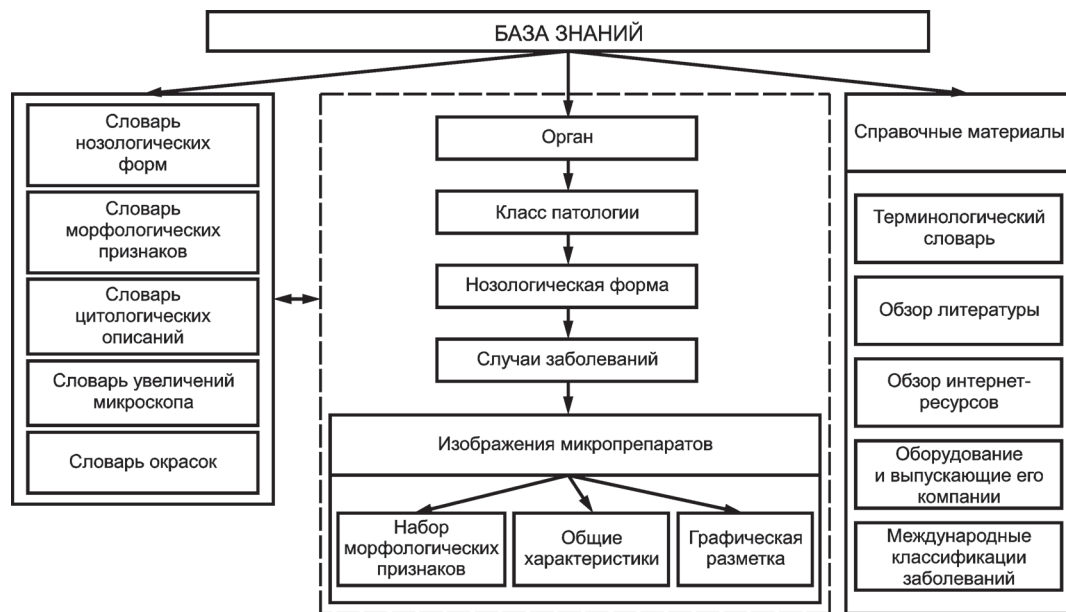 БАЗА ЗНАНИЙ
Словарь
нозологических
форм
Словарь
морфологических
признаков
Словарь
цитологических
описаний
Словарь увеличений
микроскопа
Словарь окрасок
Орган
Класс патологии
Нозологическая форма
Случаи заболеваний
Изображения микропрепаратов
Набор
морфологических
признаков
Общие
характеристики
Графическая
разметка
Справочные материалы
Терминологический
словарь
Обзор литературы
Обзор интернет-
ресурсов
Оборудование
и выпускающие его
компании
Международные
классификации
заболеваний